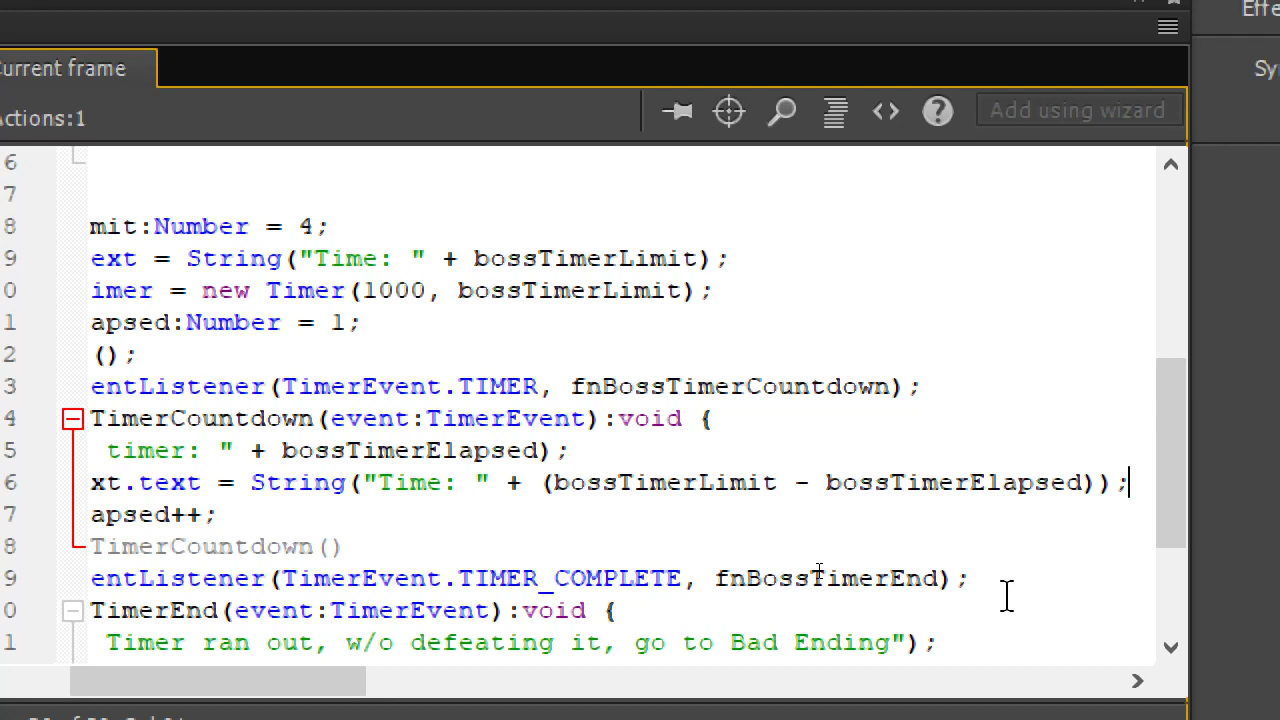 Effe
Current frame
Actions:1
Add using wizard
Sy
6
7
8 mit:Number = 4;
9 ext = String("Time: " + bossTimerLimit);
0 imer = new Timer(1000, bossTimerLimit);
1 apsed:Number = 1;
2 ();
3 entListener(TimerEvent.TIMER, fnBossTimerCountdown);
4 TimerCountdown(event:TimerEvent):void {
5 timer: " + bossTimerElapsed);
6 xt.text = String("Time: " + (bossTimerLimit - bossTimerElapsed));
7 apsed++;
8 TimerCountdown()
9 entListener(TimerEvent.TIMER_COMPLETE, fnBossTimerEnd);
0 TimerEnd(event:TimerEvent):void {
1 Timer ran out, w/o defeating it, go to Bad Ending");